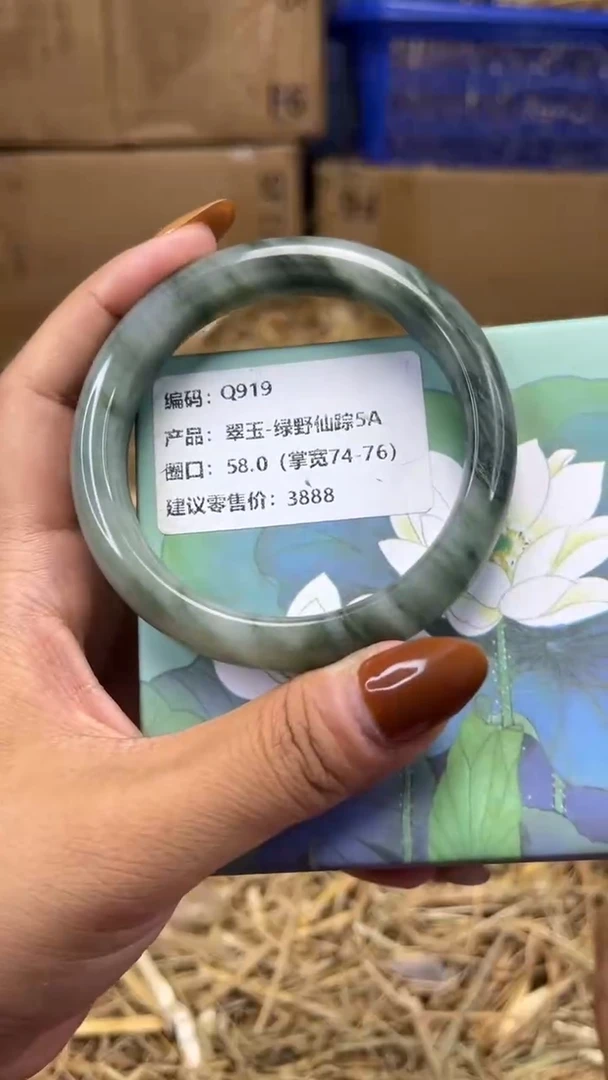 编码：Q919
产品：翠玉-绿野仙踪5A
圈口：58.0（掌宽74-76）
建议零售价：3888